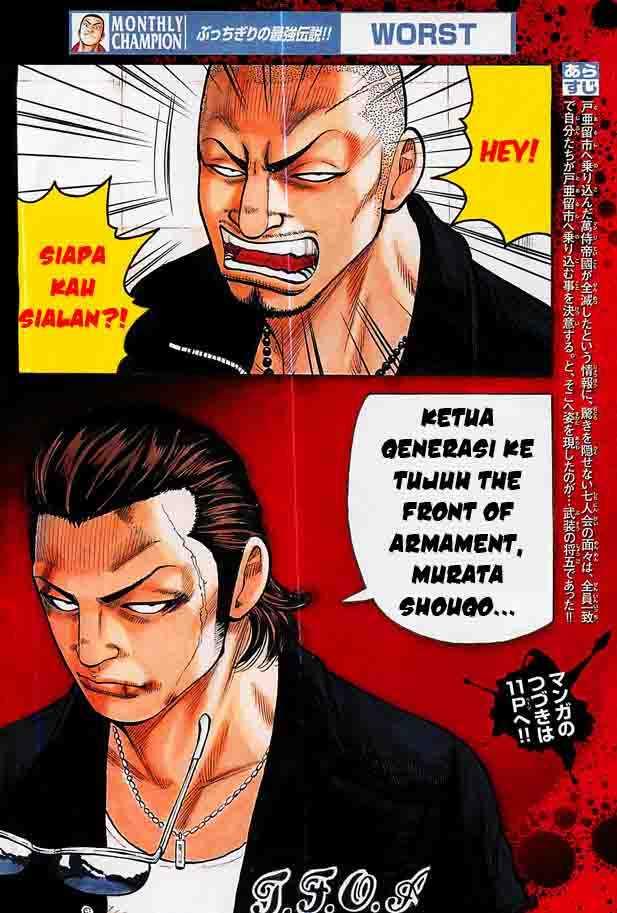 MONTHLY
CHAMPION
ぶっちぎりの最強伝説!!
WORST
あら
すじ
戸亜留市へ乗り込んだ萬侍帝國が全滅したという情報に、驚きを隠せない七人会の面々は、全員一致
で自分たちが戸亜留市へ乗り込む事を決意する。と、そこへ姿を現したのが…武装の将五であった!!
HEY!
SIAPA
KAH
SIALAN?!
KETUA
GENERASI KE
TUJUH THE
FRONT OF
ARMAMENT,
MURATA
SHOUGO...
マンガの
つづきは
11Pへ!!
T.F.O.A